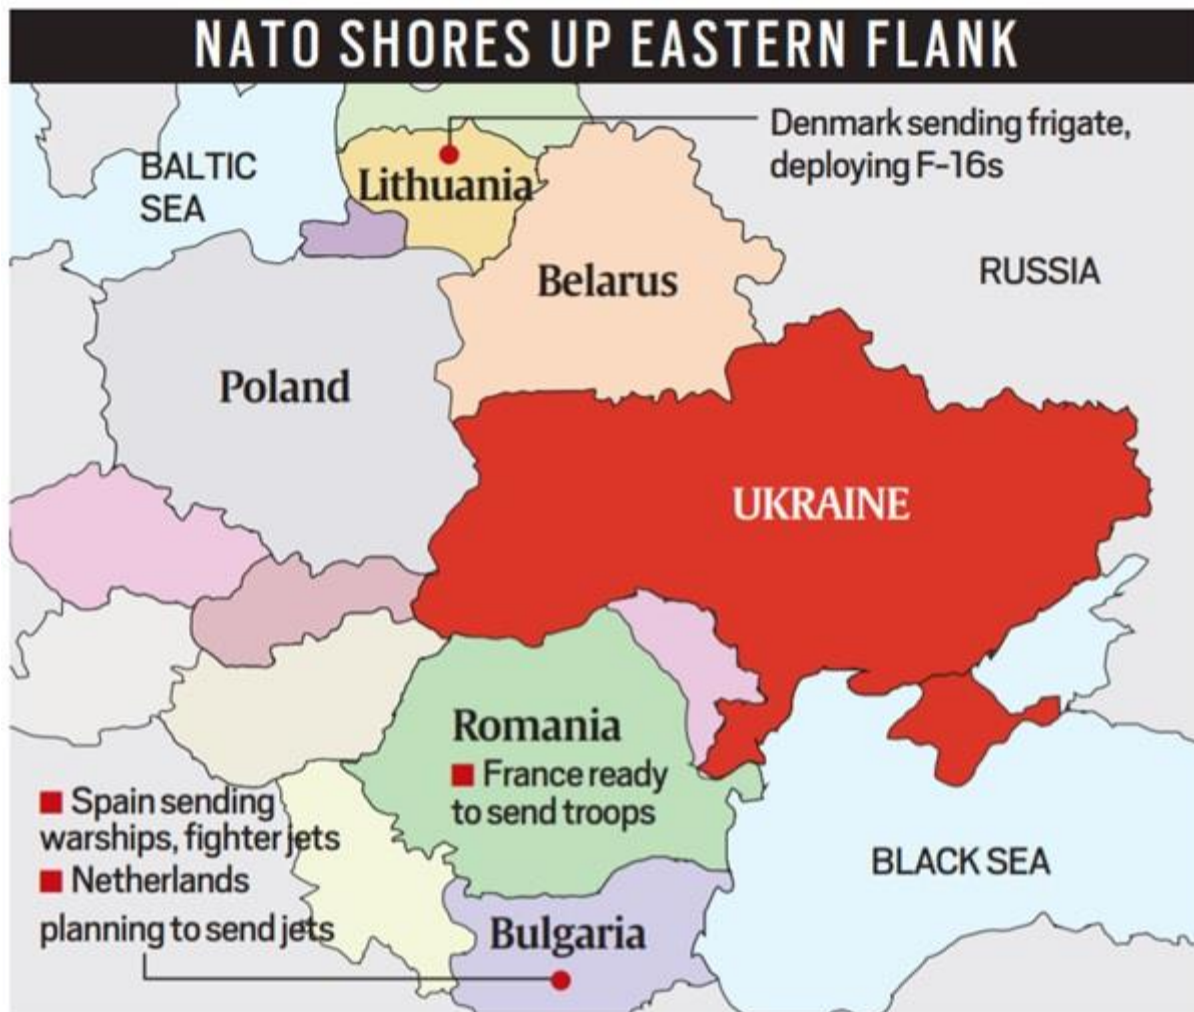 NATO SHORES UP EASTERN FLANK
Denmark sending frigate,
deploying F-16s
BALTIC
SEA
Lithuania
Belarus
RUSSIA
Poland
UKRAINE
Romania
France ready
to send troops
Spain sending
warships, fighter jets
Netherlands
planning to send jets
BLACK SEA
Bulgaria